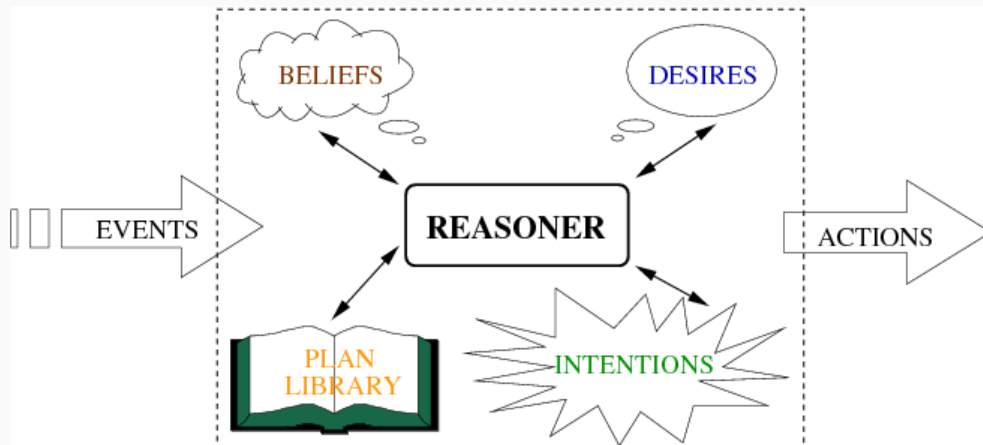 BELIEFS
DESIRES
EVENTS
REASONER
ACTIONS
PLAN
LIBRARY
INTENTIONS